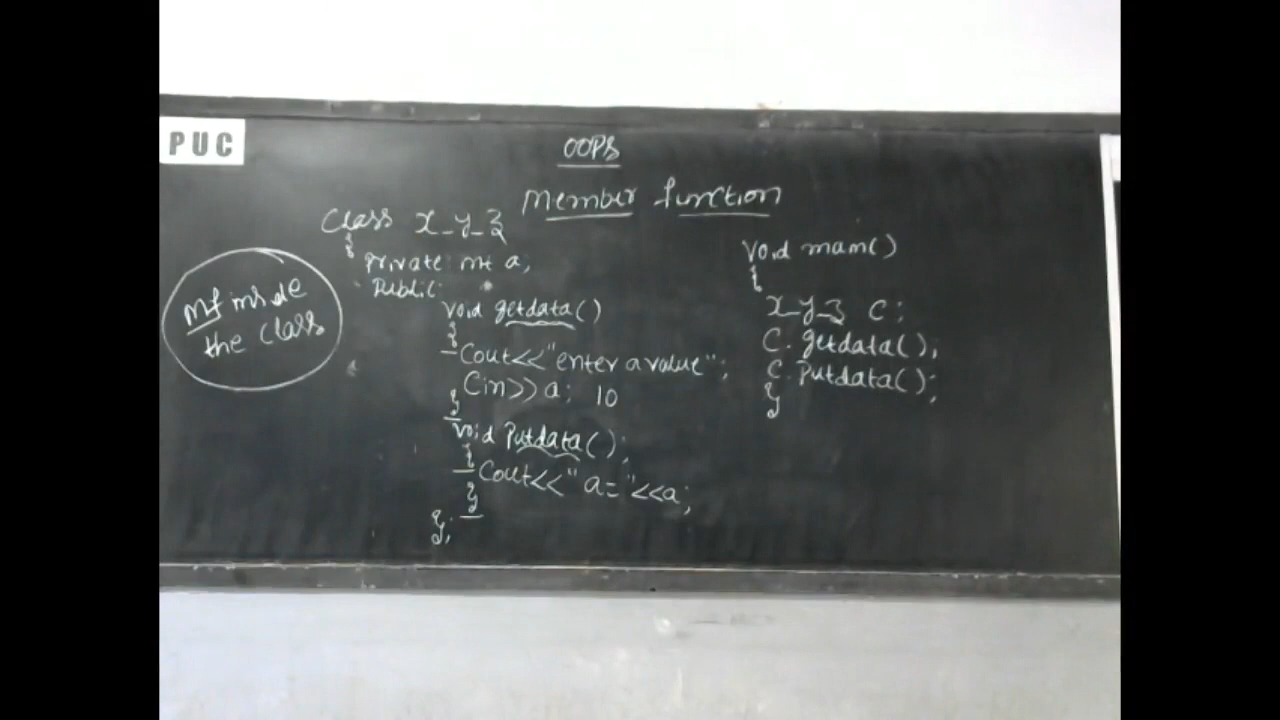 PUC
OOPS
Member function
Class x_y_z
{
Private: int a;
Public:
void getdata()
{
Cout<<"enter a value";
Cin>>a; 10
}
void Putdata();
{
Cout<<"a="<<a;
}
};
MF inside
the class
void main()
{
x_y_z C;
C.getdata();
C.Putdata();
}